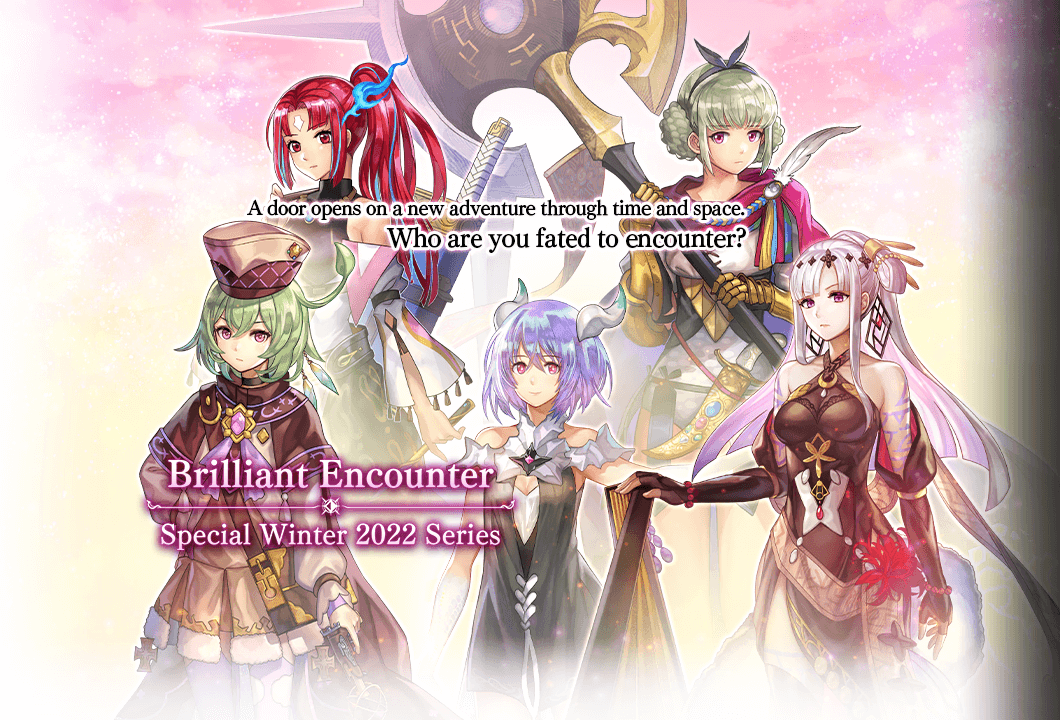 A door opens on a new adventure through time and space.
Who are you fated to encounter?
Brilliant Encounter
Special Winter 2022 Series